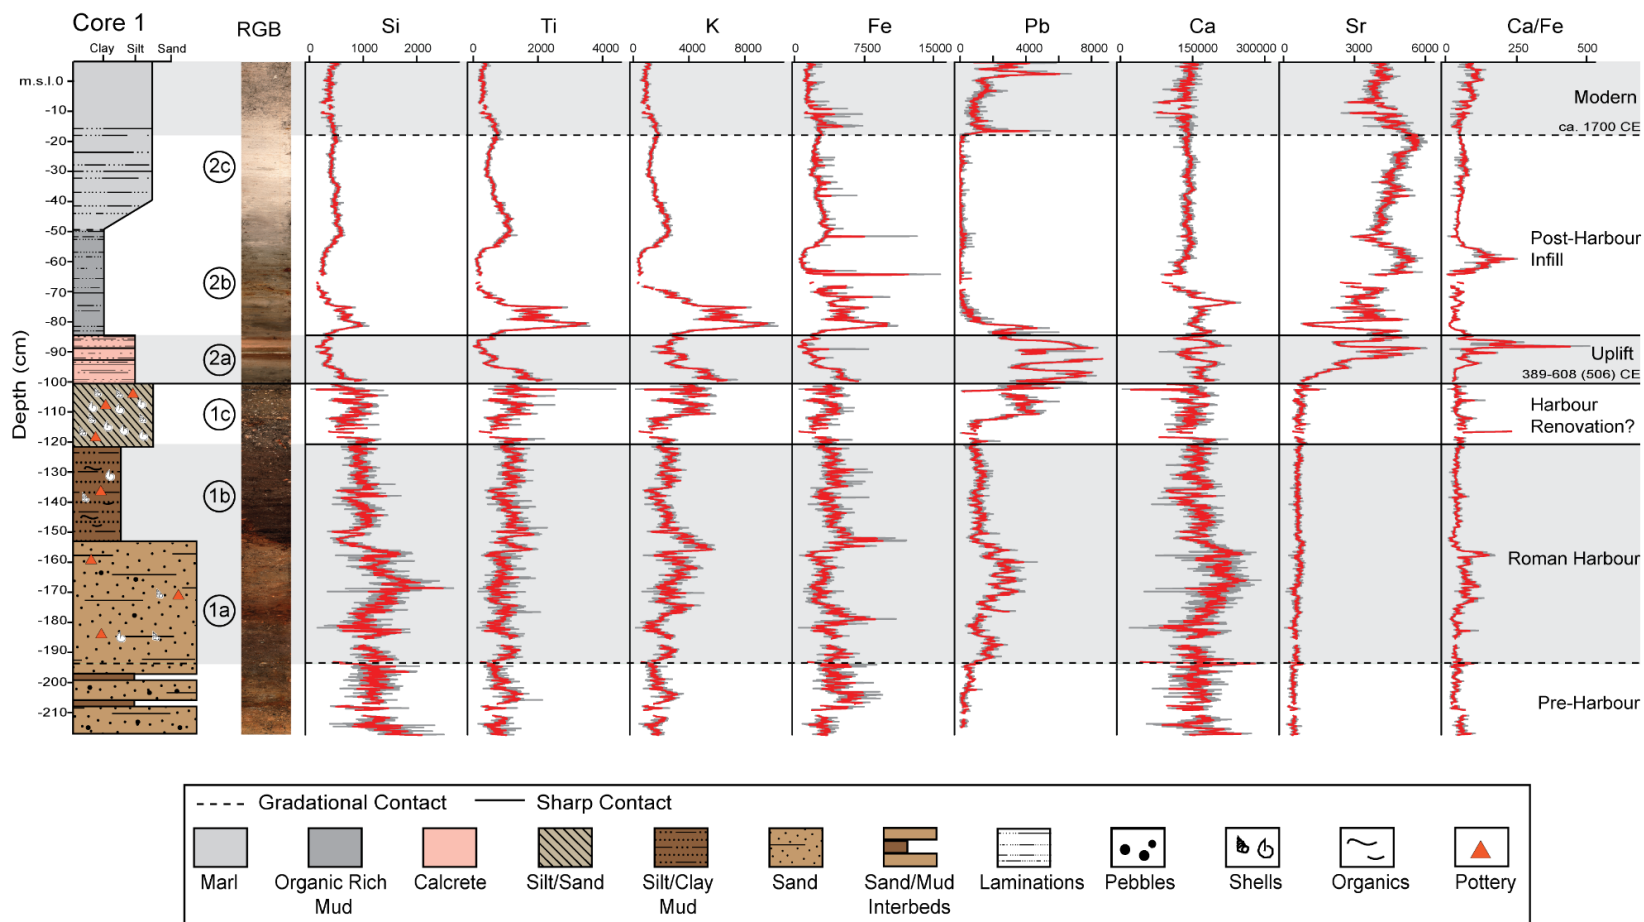 Core 1
RGB
Si
Ti
K
Fe
Pb
Ca
Sr
Ca/Fe
Clay Silt Sand
0 1000 2000
0 2000 4000
0 4000 8000
0 7500 15000
0 4000 8000
0 150000 300000
0 3000 6000
0 250 500
Depth (cm)
m.s.l.0
-10
-20
-30
-40
-50
-60
-70
-80
-90
-100
-110
-120
-130
-140
-150
-160
-170
-180
-190
-200
-210
2c
2b
2a
1c
1b
1a
Modern
ca. 1700 CE
Post-Harbour
Infill
Uplift
389-608 (506) CE
Harbour
Renovation?
Roman Harbour
Pre-Harbour
Gradational Contact
Sharp Contact
Marl
Organic Rich
Mud
Calcrete
Silt/Sand
Silt/Clay
Mud
Sand
Sand/Mud
Interbeds
Laminations
Pebbles
Shells
Organics
Pottery